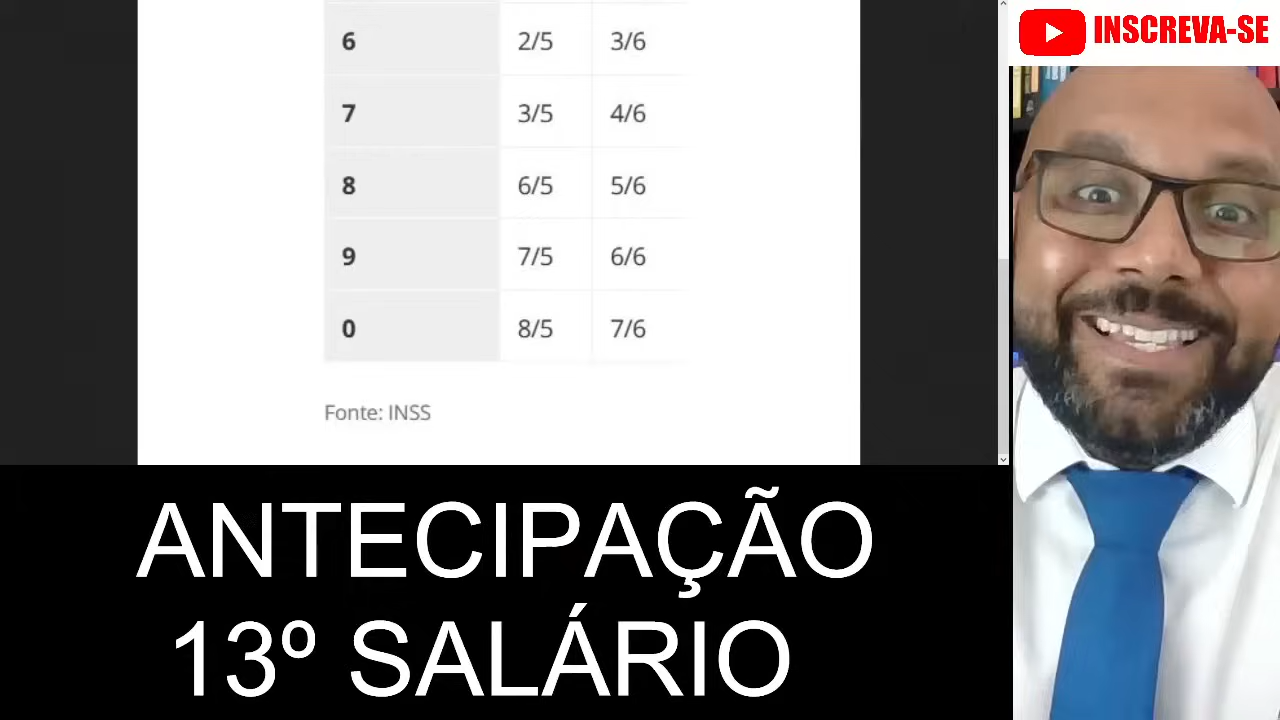 INSCREVA-SE
6 2/5 3/6
7 3/5 4/6
8 6/5 5/6
9 7/5 6/6
0 8/5 7/6
Fonte: INSS
ANTECIPAÇÃO
13º SALÁRIO